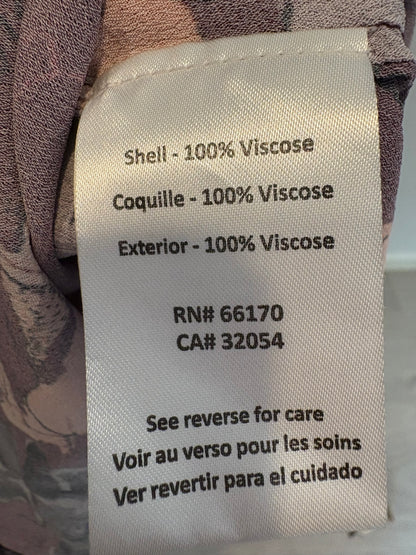 Shell - 100% Viscose
Coquille - 100% Viscose
Exterior - 100% Viscose
RN# 66170
CA# 32054
See reverse for care
Voir au verso pour les soins
Ver revertir para el cuidado